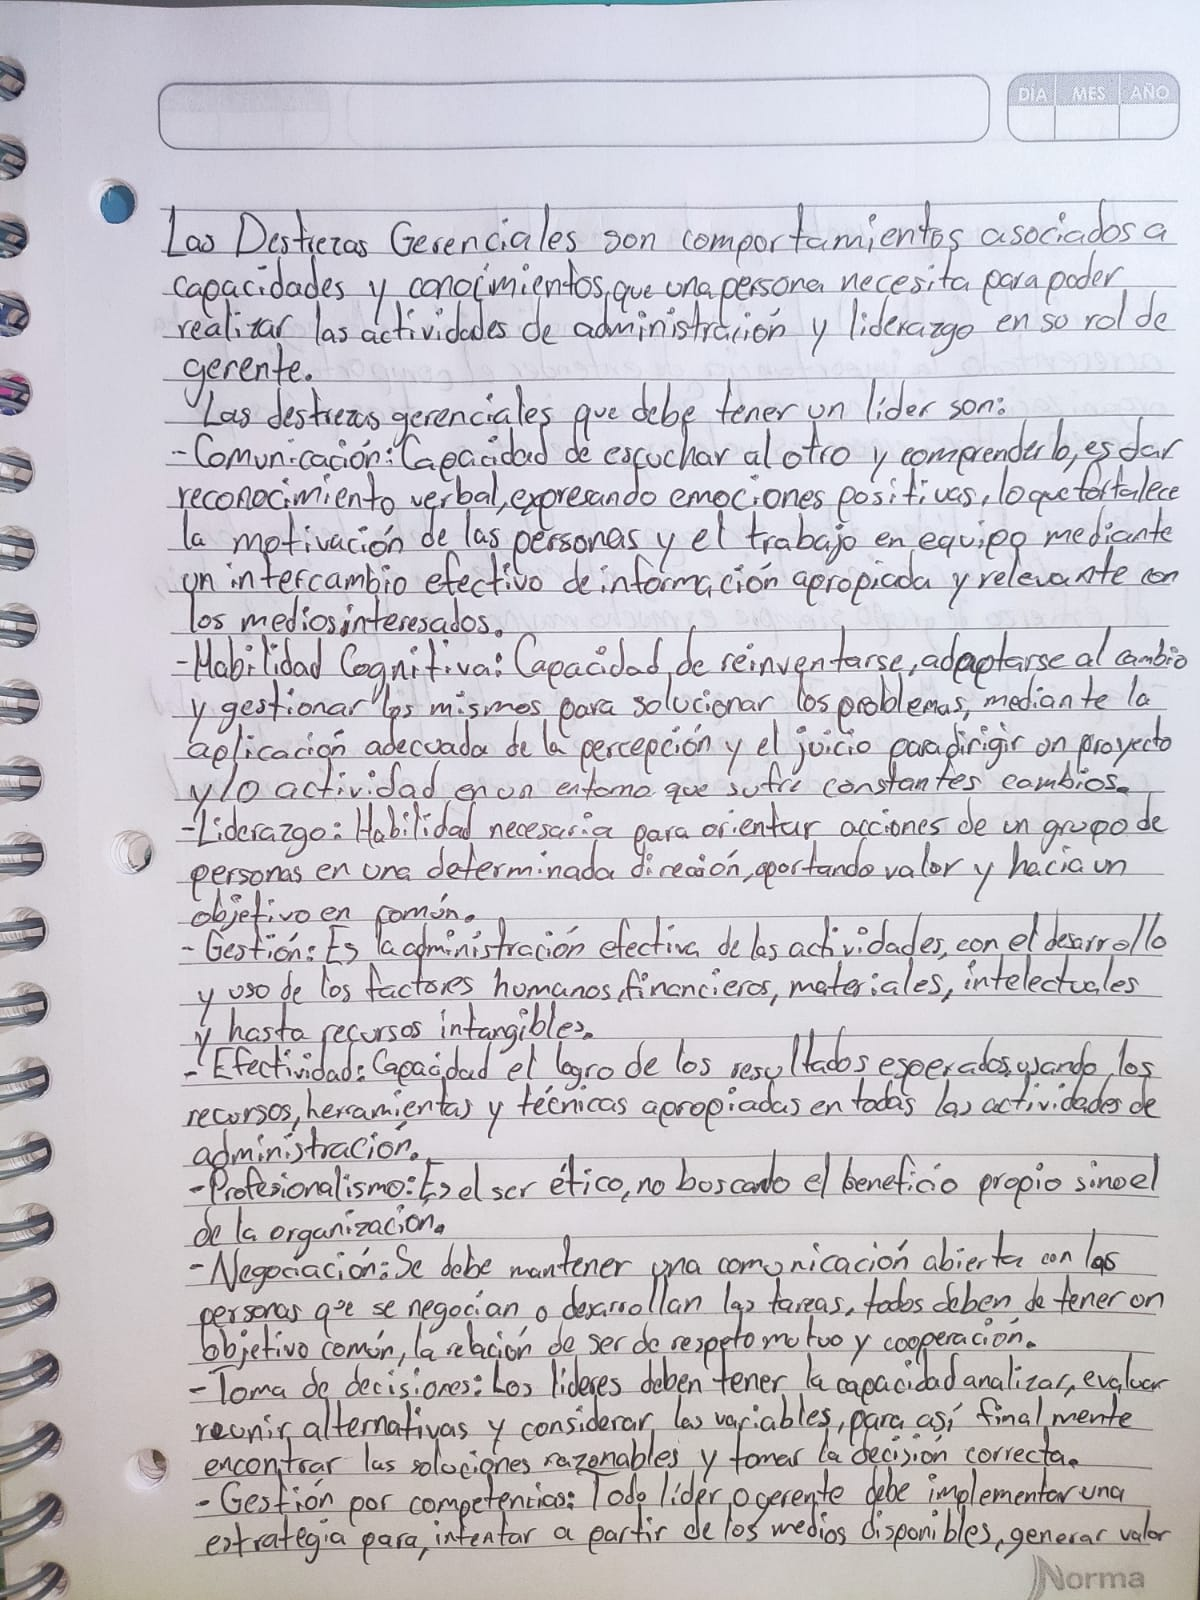 DÍA MES AÑO
Las Destrezas Gerenciales son comportamientos asociados a
capacidades y conocimientos, que una persona necesita para poder
realizar las actividades de administración y liderazgo en su rol de
gerente.
Las destrezas gerenciales que debe tener un líder son:
-Comunicación: Capacidad de escuchar al otro y comprenderlo, es dar
reconocimiento verbal, expresando emociones positivas, lo que fortalece
la motivación de las personas y el trabajo en equipo mediante
un intercambio efectivo de información apropiada y relevante con
los medios interesados.
-Habilidad Cognitiva: Capacidad de reinventarse, adaptarse al cambio
y gestionar los mismos para solucionar los problemas, mediante la
aplicación adecuada de la percepción y el juicio para dirigir un proyecto
y/o actividad en un entorno que sufre constantes cambios.
-Liderazgo: Habilidad necesaria para orientar acciones de un grupo de
personas en una determinada dirección, aportando valor y hacia un
objetivo en común.
-Gestión: Es la administración efectiva de las actividades, con el desarrollo
y uso de los factores humanos, financieros, materiales, intelectuales
y hasta recursos intangibles.
-Efectividad: Capacidad el logro de los resultados esperados, usando los
recursos, herramientas y técnicas apropiadas en todas las actividades de
administración.
-Profesionalismo: Es el ser ético, no buscando el beneficio propio sino el
de la organización.
-Negociación: Se debe mantener una comunicación abierta con las
personas que se negocian o desarrollan las tareas, todos deben de tener un
objetivo común, la relación de ser de respeto mutuo y cooperación.
-Toma de decisiones: Los líderes deben tener la capacidad analizar, evaluar
reunir alternativas y considerar las variables, para así finalmente
encontrar las soluciones razonables y tomar la decisión correcta.
-Gestión por competencias: Todo líder o gerente debe implementar una
estrategia para, intentar a partir de los medios disponibles, generar valor
Norma